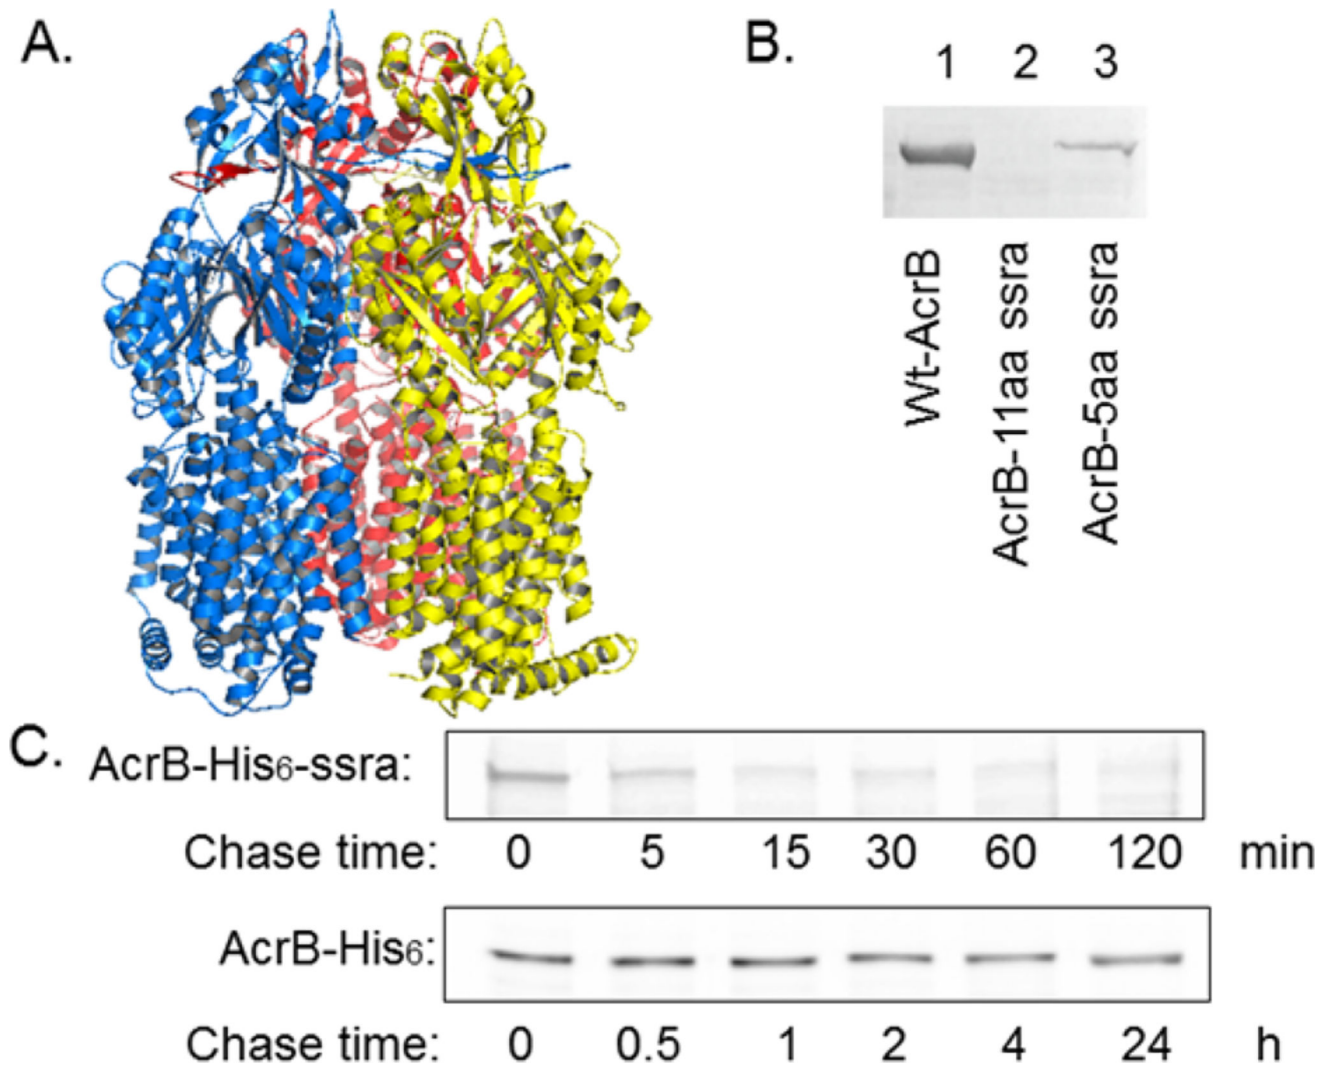 A.
B.
1 2 3
Wt-AcrB
AcrB-11aa ssra
AcrB-5aa ssra
C.
AcrB-His6-ssra:
Chase time: 0 5 15 30 60 120 min
AcrB-His6:
Chase time: 0 0.5 1 2 4 24 h